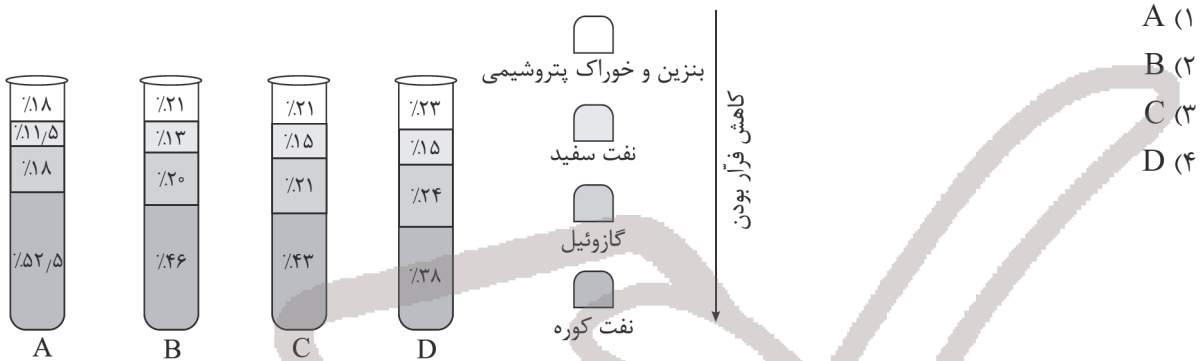 A (۱
B (۲
C (۳
D (۴
بنزین و خوراک پتروشیمی
نفت سفید
گازوئیل
نفت کوره
کاهش فرّار بودن
٪۱۸
٪۱۱٫۵
٪۱۸
٪۵۲٫۵
A
٪۲۱
٪۱۳
٪۲۰
٪۴۶
B
٪۲۱
٪۱۵
٪۲۱
٪۴۳
C
٪۲۳
٪۱۵
٪۲۴
٪۳۸
D